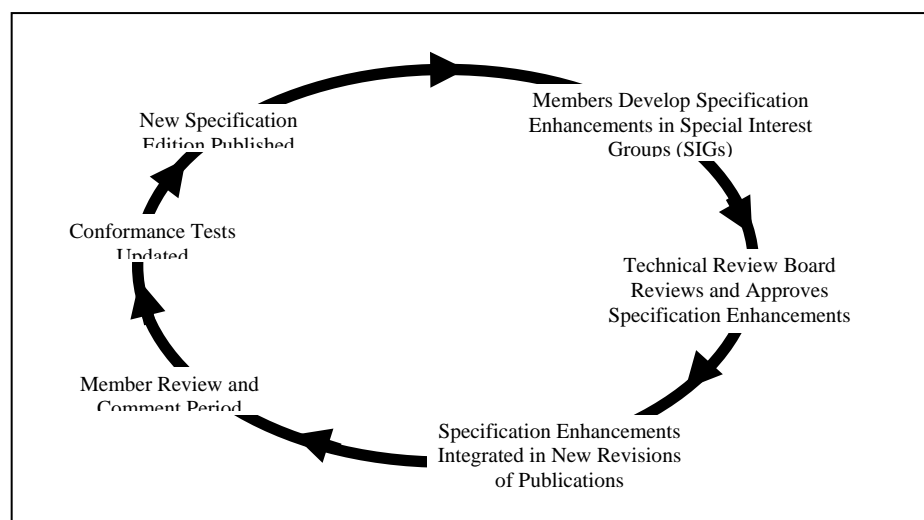 New Specification
Edition Published
Members Develop Specification
Enhancements in Special Interest
Groups (SIGs)
Technical Review Board
Reviews and Approves
Specification Enhancements
Specification Enhancements
Integrated in New Revisions
of Publications
Member Review and
Comment Period
Conformance Tests
Updated